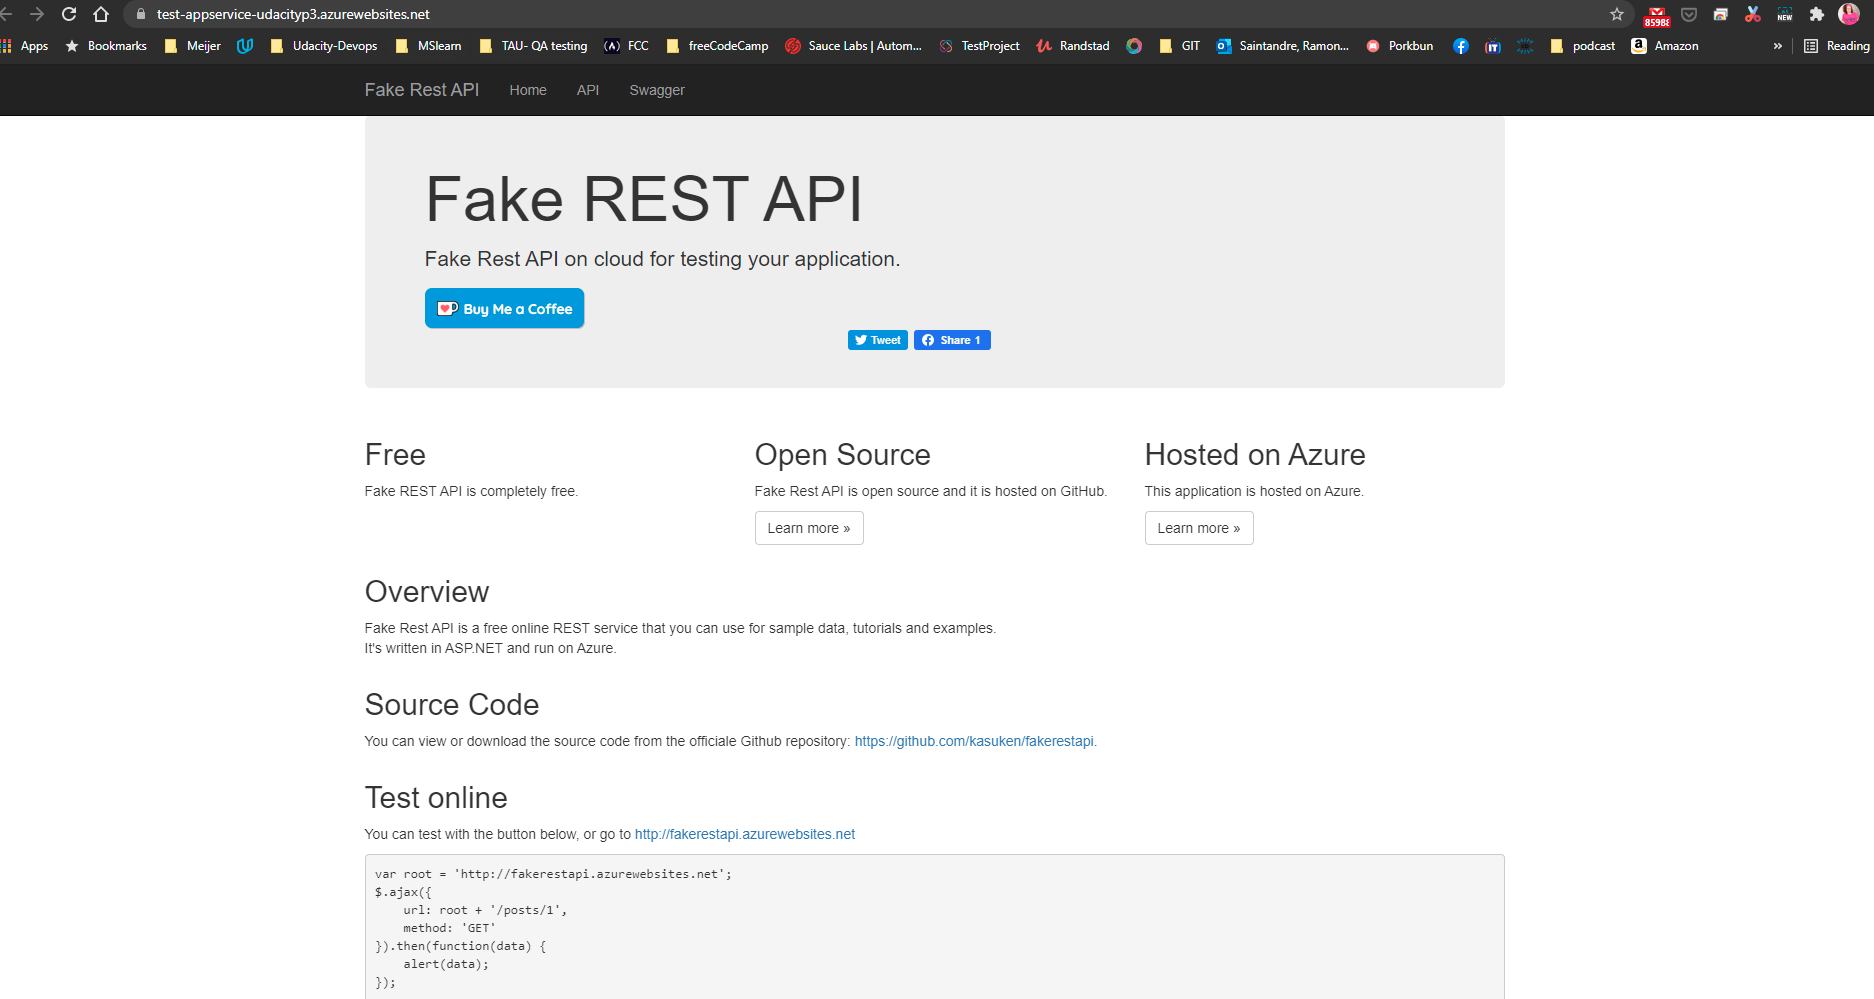 test-appservice-udacityp3.azurewebsites.net
85988
NEW
Apps Bookmarks Meijer Udacity-Devops MSlearn TAU- QA testing FCC freeCodeCamp Sauce Labs | Autom... TestProject Randstad GIT Saintandre, Ramon... Porkbun IT podcast Amazon » Reading
Fake Rest API Home API Swagger
Fake REST API
Fake Rest API on cloud for testing your application.
Buy Me a Coffee
Tweet Share 1
Free
Fake REST API is completely free.
Open Source
Fake Rest API is open source and it is hosted on GitHub.
Learn more »
Hosted on Azure
This application is hosted on Azure.
Learn more »
Overview
Fake Rest API is a free online REST service that you can use for sample data, tutorials and examples.
It's written in ASP.NET and run on Azure.
Source Code
You can view or download the source code from the officiale Github repository: https://github.com/kasuken/fakerestapi.
Test online
You can test with the button below, or go to http://fakerestapi.azurewebsites.net
var root = 'http://fakerestapi.azurewebsites.net';
$.ajax({
    url: root + '/posts/1',
    method: 'GET'
}).then(function(data) {
    alert(data);
});